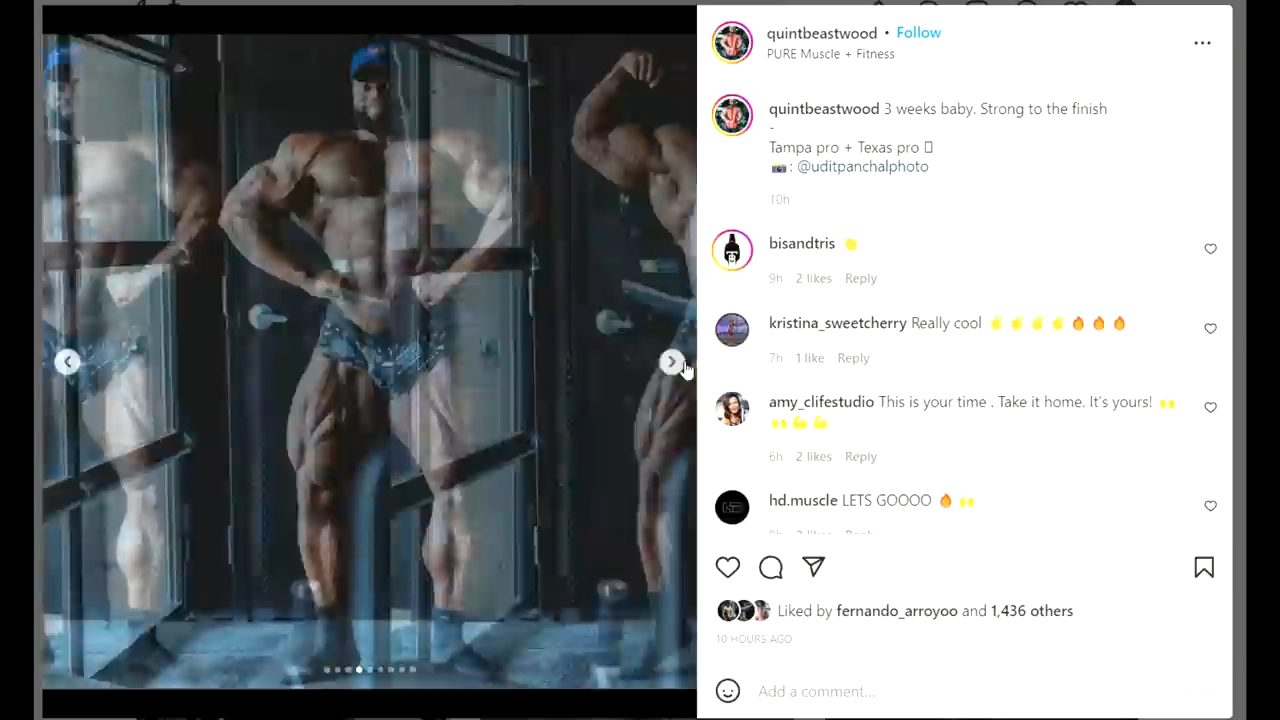 quintbeastwood • Follow
PURE Muscle + Fitness
quintbeastwood 3 weeks baby. Strong to the finish
-
Tampa pro + Texas pro
📸 : @uditpanchalphoto
10h
bisandtris 👏
9h 2 likes Reply
kristina_sweetcherry Really cool 🔥🔥🔥
7h 1 like Reply
amy_clifestudio This is your time . Take it home. It's yours! 🙌
🙌💪💪
6h 2 likes Reply
hd.muscle LETS GOOOO 🔥🙌
Liked by fernando_arroyoo and 1,436 others
10 HOURS AGO
Add a comment...